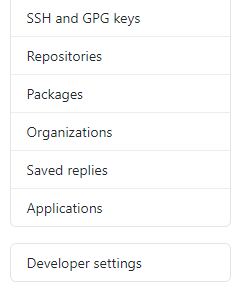 SSH and GPG keys
Repositories
Packages
Organizations
Saved replies
Applications
Developer settings